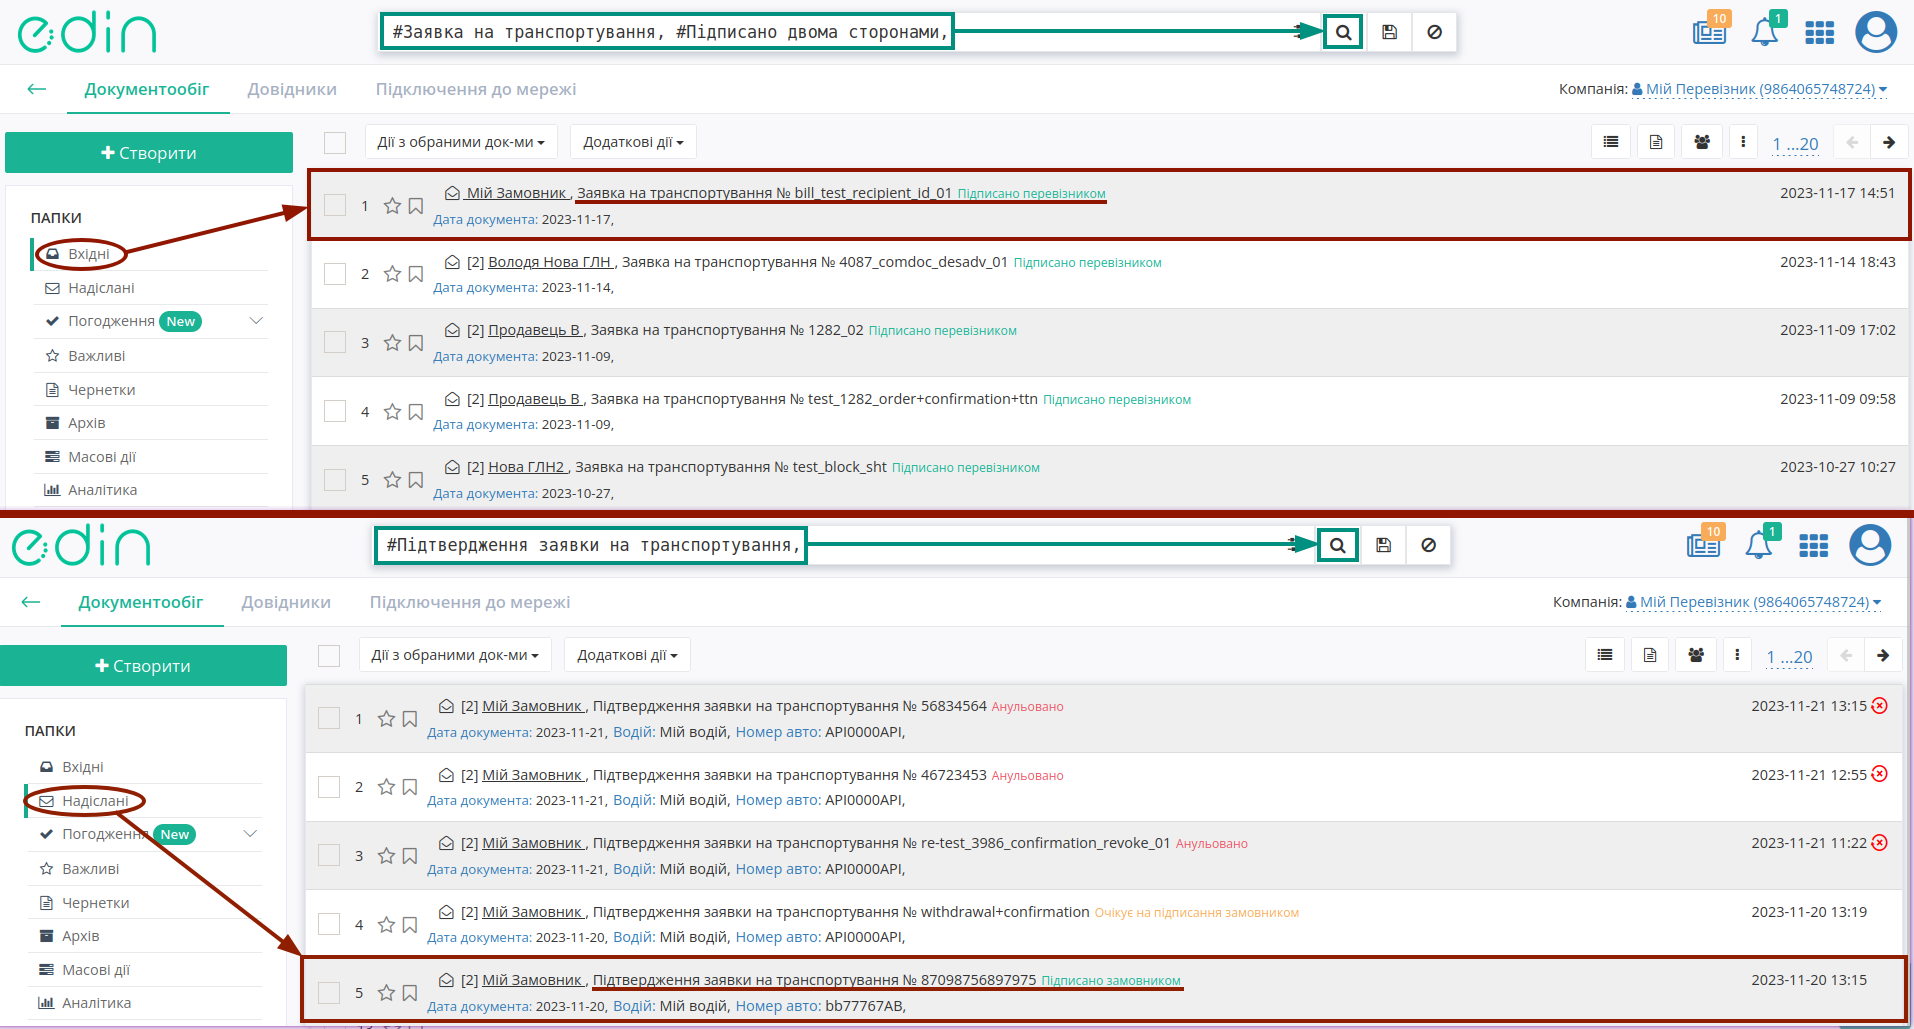 edin
#Заявка на транспортування, #Підписано двома сторонами,
10
1
Документообіг Довідники Підключення до мережі
Компанія: Мій Перевізник (9864065748724)
Створити
Дії з обраними док-ми Додаткові дії
1 ...20
ПАПКИ
Вхідні
Надіслані
Погодження New
Важливі
Чернетки
Архів
Масові дії
Аналітика
1 Мій Замовник , Заявка на транспортування № bill_test_recipient_id_01 Підписано перевізником 2023-11-17 14:51
Дата документа: 2023-11-17,
2 [2] Володя Нова ГЛН , Заявка на транспортування № 4087_comdoc_desadv_01 Підписано перевізником 2023-11-14 18:43
Дата документа: 2023-11-14,
3 [2] Продавець В , Заявка на транспортування № 1282_02 Підписано перевізником 2023-11-09 17:02
Дата документа: 2023-11-09,
4 [2] Продавець В , Заявка на транспортування № test_1282_order+confirmation+ttn Підписано перевізником 2023-11-09 09:58
Дата документа: 2023-11-09,
5 [2] Нова ГЛН2 , Заявка на транспортування № test_block_sht Підписано перевізником 2023-10-27 10:27
Дата документа: 2023-10-27,
edin
#Підтвердження заявки на транспортування,
10
1
Документообіг Довідники Підключення до мережі
Компанія: Мій Перевізник (9864065748724)
Створити
Дії з обраними док-ми Додаткові дії
1 ...20
ПАПКИ
Вхідні
Надіслані
Погодження New
Важливі
Чернетки
Архів
Масові дії
Аналітика
1 [2] Мій Замовник , Підтвердження заявки на транспортування № 56834564 Анульовано 2023-11-21 13:15
Дата документа: 2023-11-21, Водій: Мій водій, Номер авто: API0000API,
2 [2] Мій Замовник , Підтвердження заявки на транспортування № 46723453 Анульовано 2023-11-21 12:55
Дата документа: 2023-11-21, Водій: Мій водій, Номер авто: API0000API,
3 [2] Мій Замовник , Підтвердження заявки на транспортування № re-test_3986_confirmation_revoke_01 Анульовано 2023-11-21 11:22
Дата документа: 2023-11-21, Водій: Мій водій, Номер авто: API0000API,
4 [2] Мій Замовник , Підтвердження заявки на транспортування № withdrawal+confirmation Очікує на підписання замовником 2023-11-20 13:19
Дата документа: 2023-11-20, Водій: Мій водій, Номер авто: API0000API,
5 [2] Мій Замовник , Підтвердження заявки на транспортування № 87098756897975 Підписано замовником 2023-11-20 13:15
Дата документа: 2023-11-20, Водій: Мій водій, Номер авто: bb77767AB,